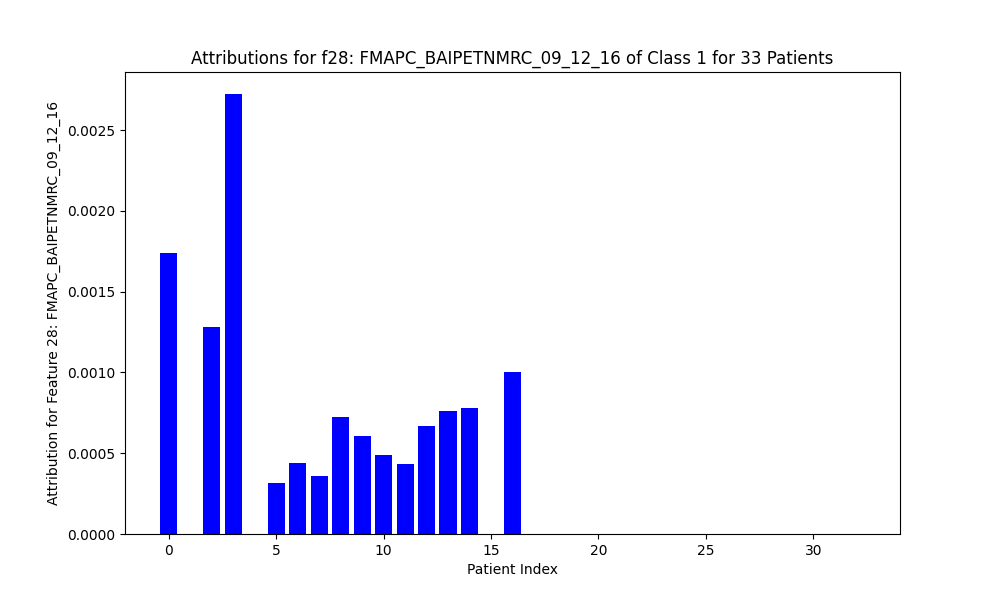 Attributions for f28: FMAPC_BAIPETNMRC_09_12_16 of Class 1 for 33 Patients
Attribution for Feature 28: FMAPC_BAIPETNMRC_09_12_16
0.0025
0.0020
0.0015
0.0010
0.0005
0.0000
0 5 10 15 20 25 30
Patient Index